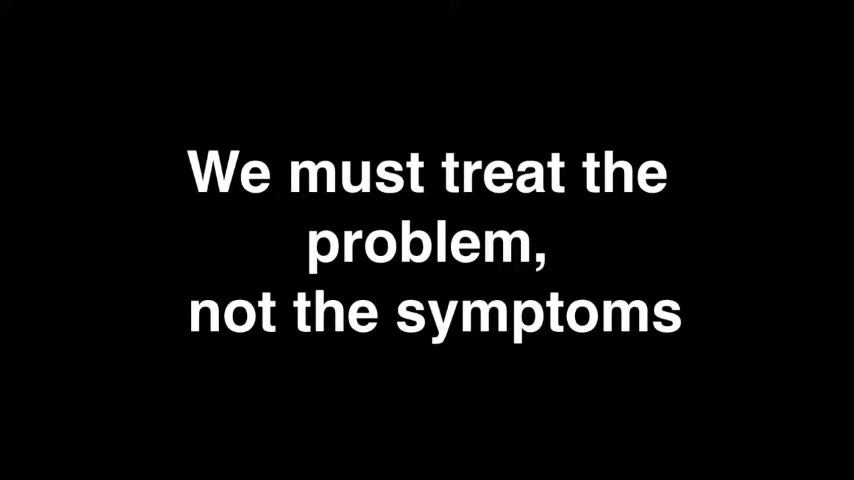 We must treat the
problem,
not the symptoms